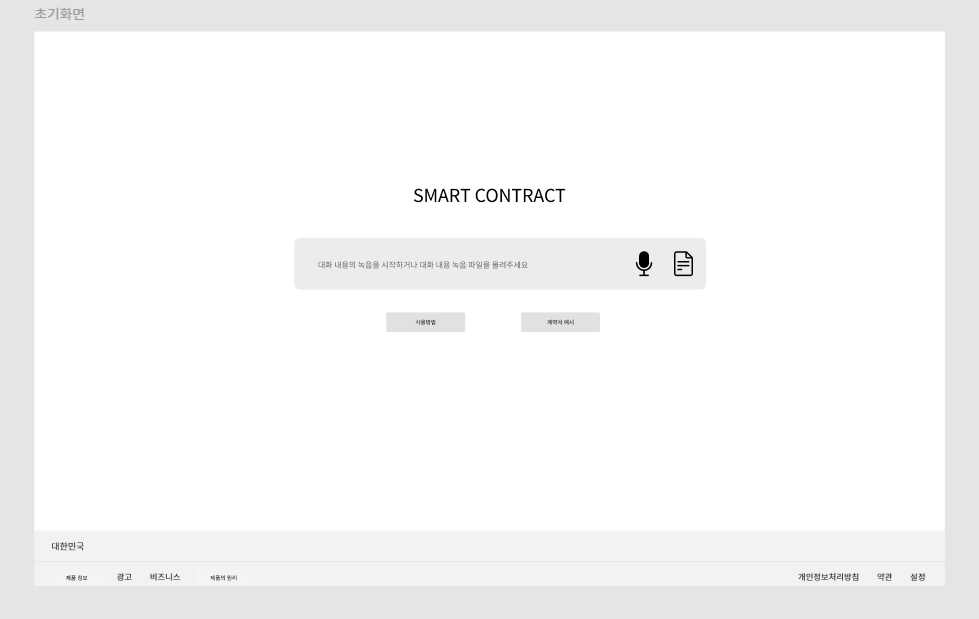 초기화면
SMART CONTRACT
대화 내용의 녹음을 시작하거나 대화 내용 녹음 파일을 올려주세요
사용방법 계약서 예시
대한민국
제품 정보 광고 비즈니스 제품의 원리 개인정보처리방침 약관 설정